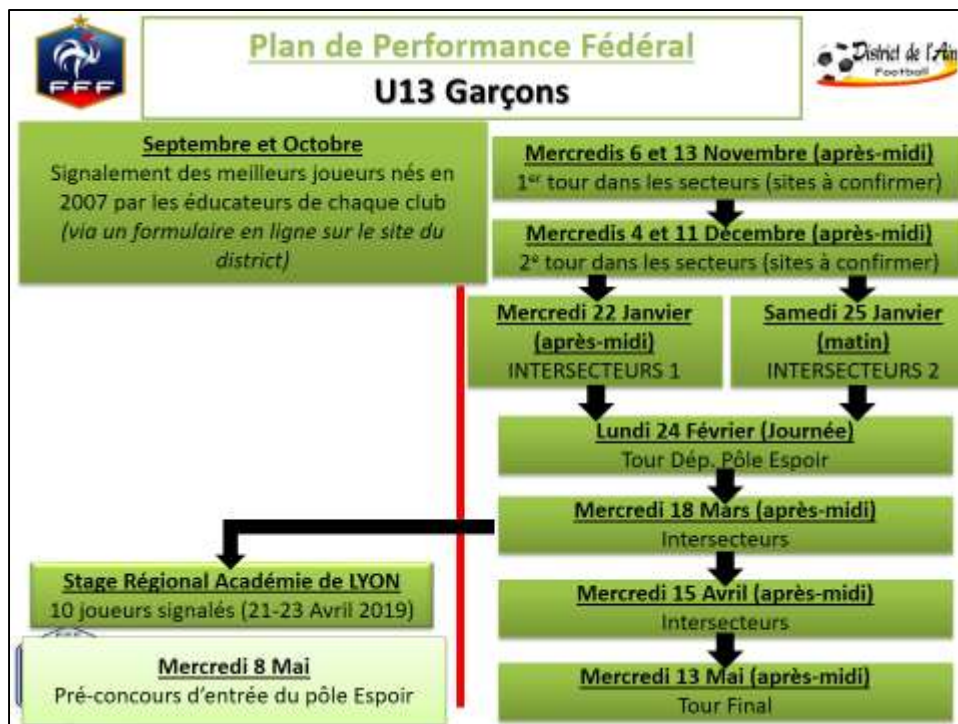 Plan de Performance Fédéral
U13 Garçons
FFF
District de l'Ain
Football
Septembre et Octobre
Signalement des meilleurs joueurs nés en
2007 par les éducateurs de chaque club
(via un formulaire en ligne sur le site du
district)
Mercredis 6 et 13 Novembre (après-midi)
1er tour dans les secteurs (sites à confirmer)
Mercredis 4 et 11 Décembre (après-midi)
2e tour dans les secteurs (sites à confirmer)
Mercredi 22 Janvier
(après-midi)
INTERSECTEURS 1
Samedi 25 Janvier
(matin)
INTERSECTEURS 2
Lundi 24 Février (Journée)
Tour Dép. Pôle Espoir
Mercredi 18 Mars (après-midi)
Intersecteurs
Stage Régional Académie de LYON
10 joueurs signalés (21-23 Avril 2019)
Mercredi 15 Avril (après-midi)
Intersecteurs
Mercredi 8 Mai
Pré-concours d'entrée du pôle Espoir
Mercredi 13 Mai (après-midi)
Tour Final